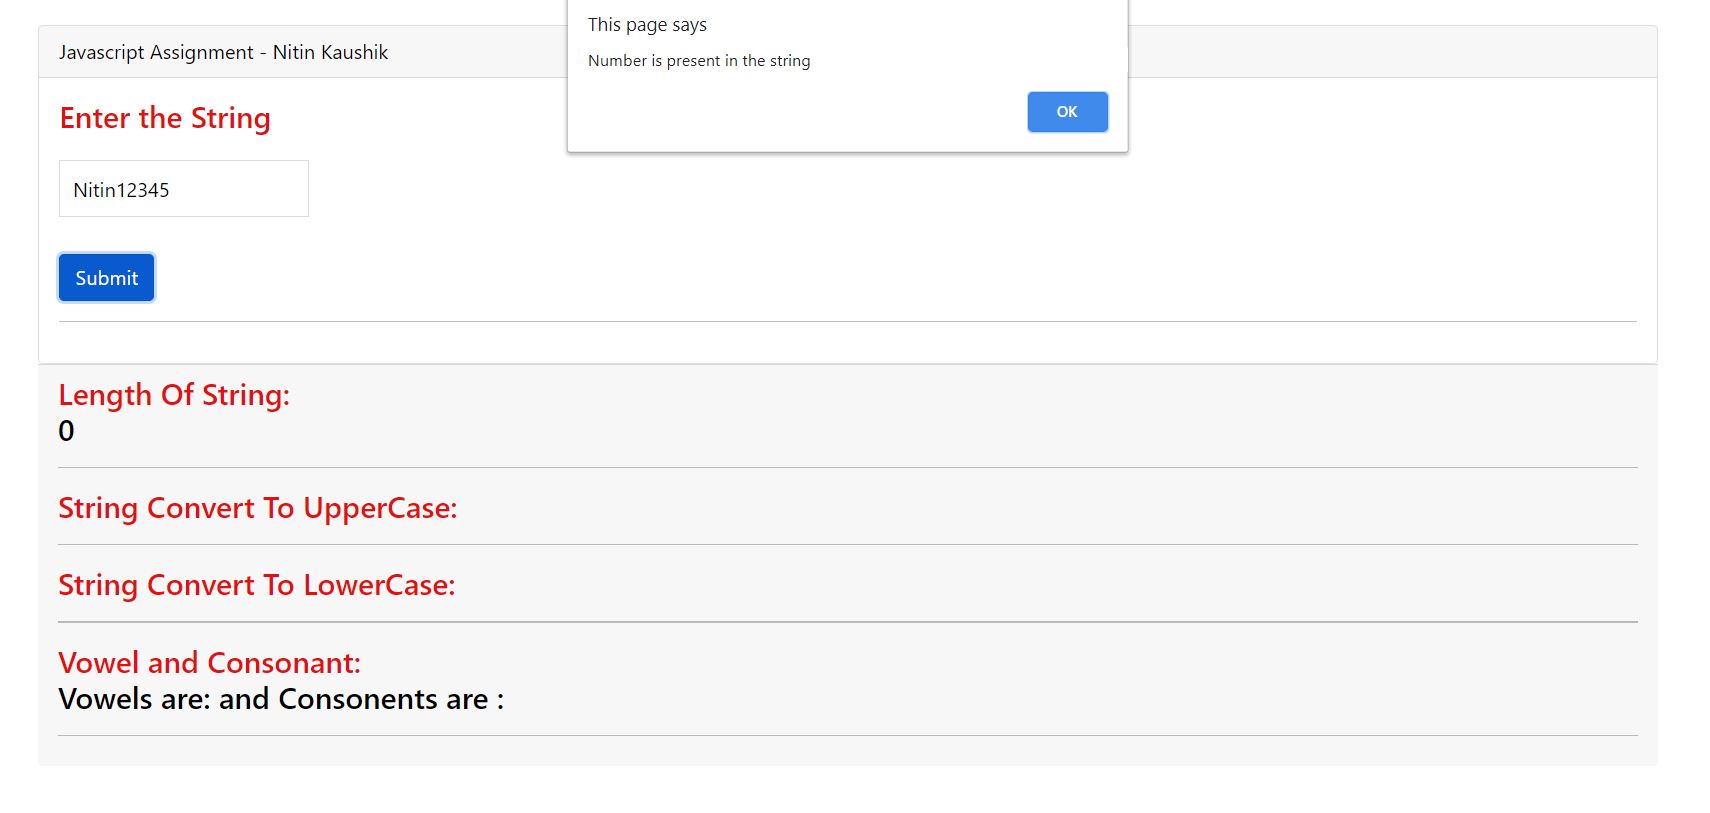 This page says
Number is present in the string
OK
Javascript Assignment - Nitin Kaushik
Enter the String
Nitin12345
Submit
Length Of String:
0
String Convert To UpperCase:
String Convert To LowerCase:
Vowel and Consonant:
Vowels are: and Consonents are :